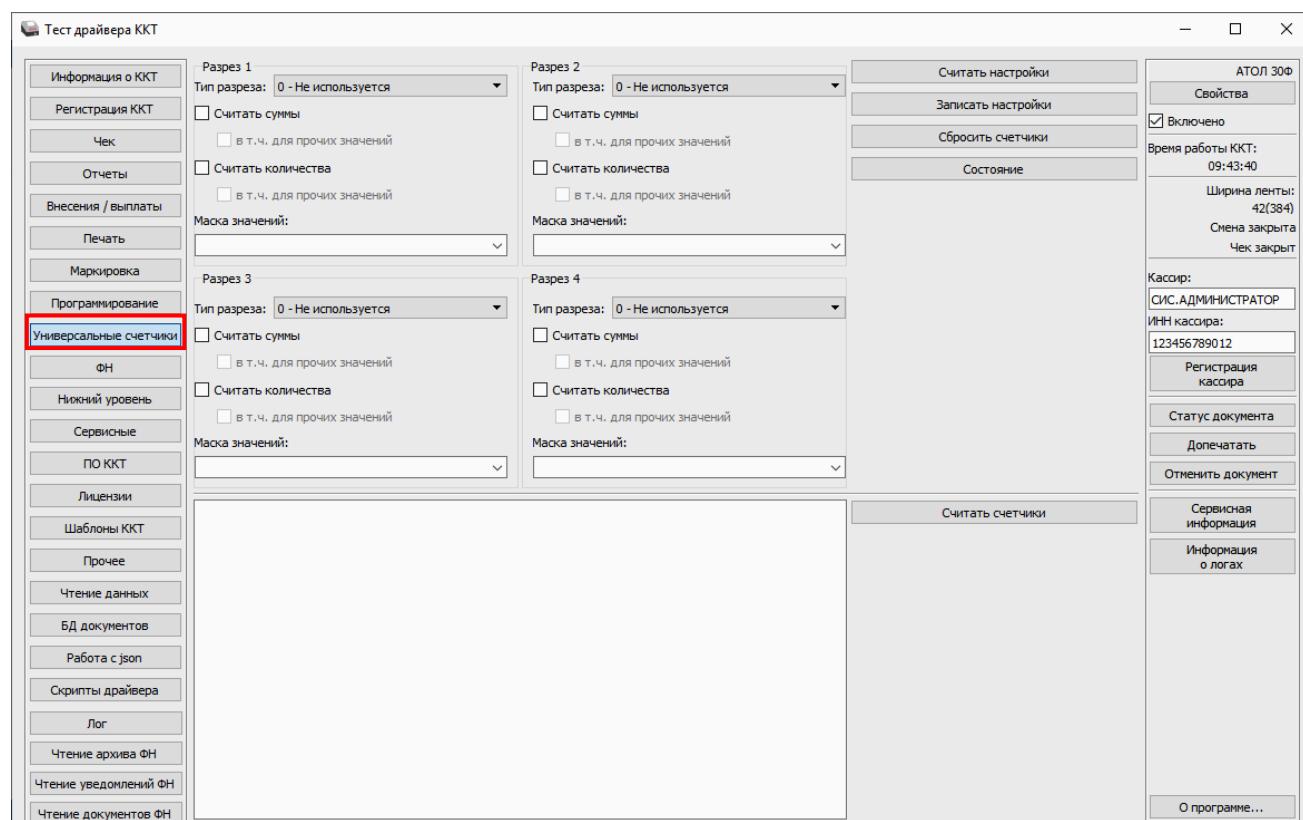 Тест драйвера ККТ
Информация о ККТ
Регистрация ККТ
Чек
Отчеты
Внесения / выплаты
Печать
Маркировка
Программирование
Универсальные счетчики
ФН
Нижний уровень
Сервисные
ПО ККТ
Лицензии
Шаблоны ККТ
Прочее
Чтение данных
БД документов
Работа с json
Скрипты драйвера
Лог
Чтение архива ФН
Чтение уведомлений ФН
Чтение документов ФН
Разрез 1
Тип разреза: 0 - Не используется
Считать суммы
в т.ч. для прочих значений
Считать количества
в т.ч. для прочих значений
Маска значений:
Разрез 2
Тип разреза: 0 - Не используется
Считать суммы
в т.ч. для прочих значений
Считать количества
в т.ч. для прочих значений
Маска значений:
Разрез 3
Тип разреза: 0 - Не используется
Считать суммы
в т.ч. для прочих значений
Считать количества
в т.ч. для прочих значений
Маска значений:
Разрез 4
Тип разреза: 0 - Не используется
Считать суммы
в т.ч. для прочих значений
Считать количества
в т.ч. для прочих значений
Маска значений:
Считать настройки
Записать настройки
Сбросить счетчики
Состояние
Считать счетчики
АТОЛ 30Ф
Свойства
Включено
Время работы ККТ:
09:43:40
Ширина ленты:
42(384)
Смена закрыта
Чек закрыт
Кассир:
СИС.АДМИНИСТРАТОР
ИНН кассира:
123456789012
Регистрация
кассира
Статус документа
Допечатать
Отменить документ
Сервисная
информация
Информация
о логах
О программе...